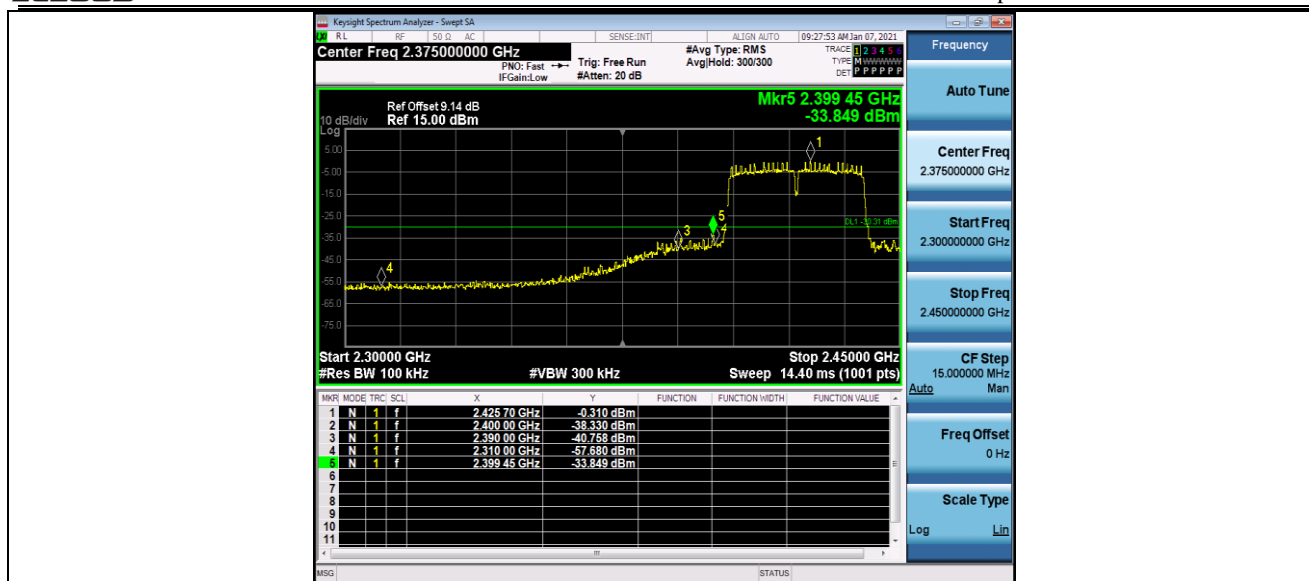 Keysight Spectrum Analyzer - Swept SA
RL RF 50 Ω AC SENSE:INT ALIGN AUTO 09:27:53 AM Jan 07, 2021
Center Freq 2.375000000 GHz
PNO: Fast
IFGain:Low
Trig: Free Run
#Atten: 20 dB
#Avg Type: RMS
Avg|Hold: 300/300
TRACE 1 2 3 4 5 6
TYPE M WWWWW
DET P P P P P P
Mkr5 2.399 45 GHz
-33.849 dBm
Ref Offset 9.14 dB
10 dB/div Ref 15.00 dBm
Log
5.00
-5.00
-15.0
-25.0
-35.0
-45.0
-55.0
-65.0
-75.0
1
5
DL1 -30.31 dBm
3
4
4
Start 2.30000 GHz Stop 2.45000 GHz
#Res BW 100 kHz #VBW 300 kHz Sweep 14.40 ms (1001 pts)
MKR MODE TRC SCL X Y FUNCTION FUNCTION WIDTH FUNCTION VALUE
1 N 1 f 2.425 70 GHz -0.310 dBm
2 N 1 f 2.400 00 GHz -38.330 dBm
3 N 1 f 2.390 00 GHz -40.758 dBm
4 N 1 f 2.310 00 GHz -57.680 dBm
5 N 1 f 2.399 45 GHz -33.849 dBm
6
7
8
9
10
11
MSG STATUS
Frequency
Auto Tune
Center Freq
2.375000000 GHz
Start Freq
2.300000000 GHz
Stop Freq
2.450000000 GHz
CF Step
15.000000 MHz
Auto Man
Freq Offset
0 Hz
Scale Type
Log Lin